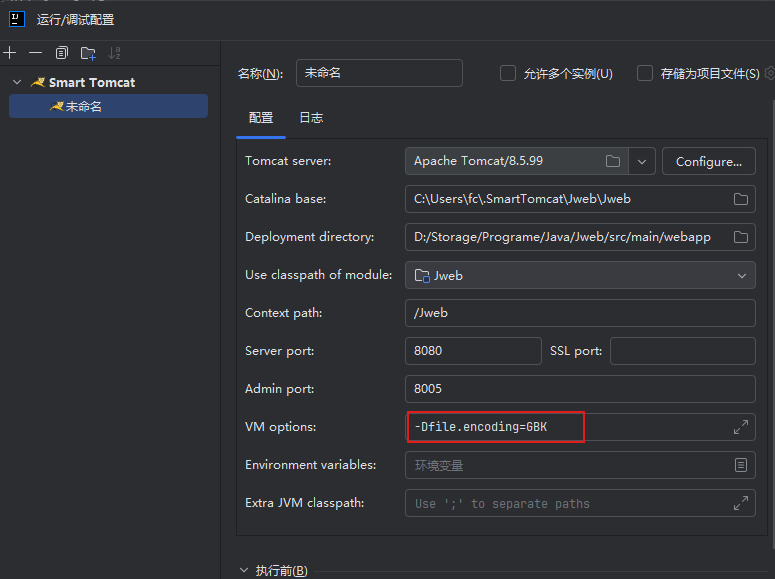 运行/调试配置
Smart Tomcat
未命名
名称(N):
未命名
允许多个实例(U)
存储为项目文件(S)
配置
日志
Tomcat server:
Apache Tomcat/8.5.99
Configure...
Catalina base:
C:\Users\fc\.SmartTomcat\Jweb\Jweb
Deployment directory:
D:/Storage/Programe/Java/Jweb/src/main/webapp
Use classpath of module:
Jweb
Context path:
/Jweb
Server port:
8080
SSL port:
Admin port:
8005
VM options:
-Dfile.encoding=GBK
Environment variables:
环境变量
Extra JVM classpath:
Use ';' to separate paths
执行前(B)